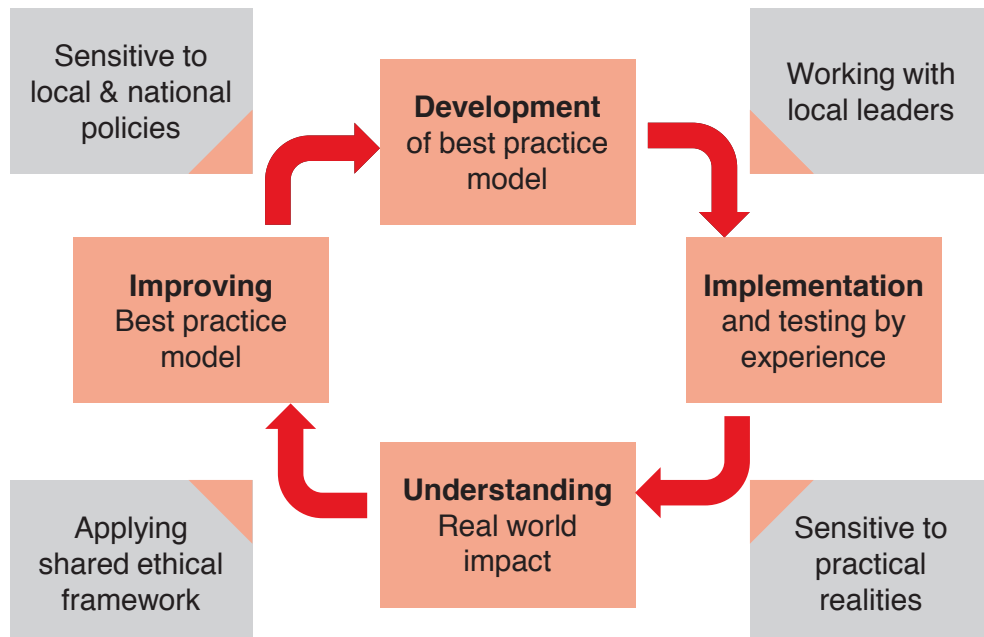 Sensitive to
local & national
policies
Development
of best practice
model
Working with
local leaders
Improving
Best practice
model
Implementation
and testing by
experience
Applying
shared ethical
framework
Understanding
Real world
impact
Sensitive to
practical
realities